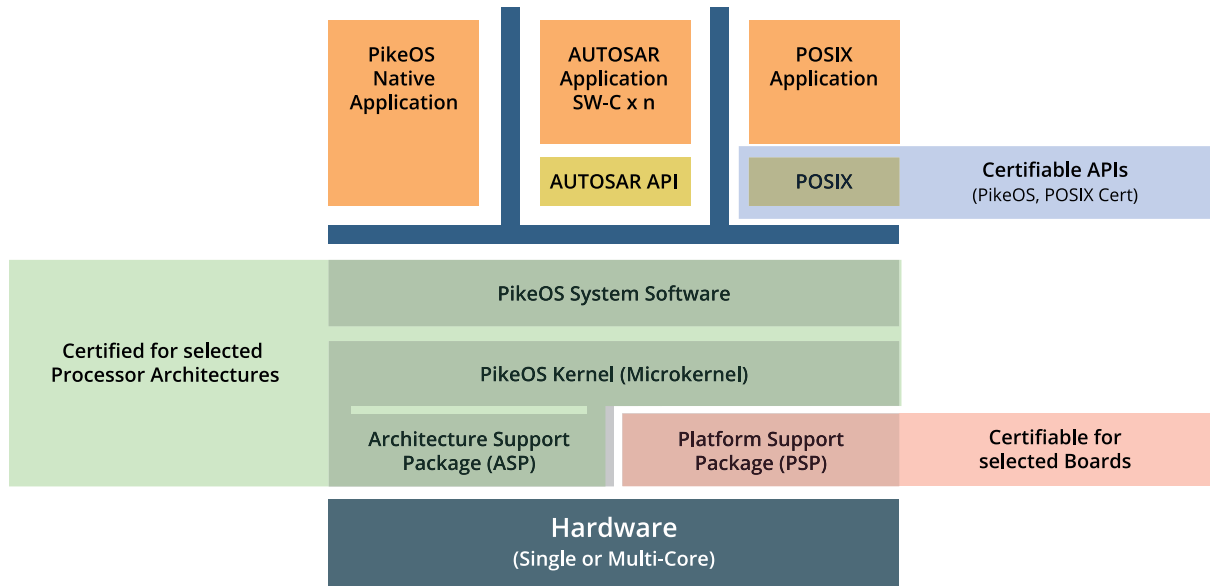 PikeOS
Native
Application
AUTOSAR
Application
SW-C x n
POSIX
Application
AUTOSAR API
POSIX
Certifiable APIs
(PikeOS, POSIX Cert)
PikeOS System Software
Certified for selected
Processor Architectures
PikeOS Kernel (Microkernel)
Architecture Support
Package (ASP)
Platform Support
Package (PSP)
Certifiable for
selected Boards
Hardware
(Single or Multi-Core)